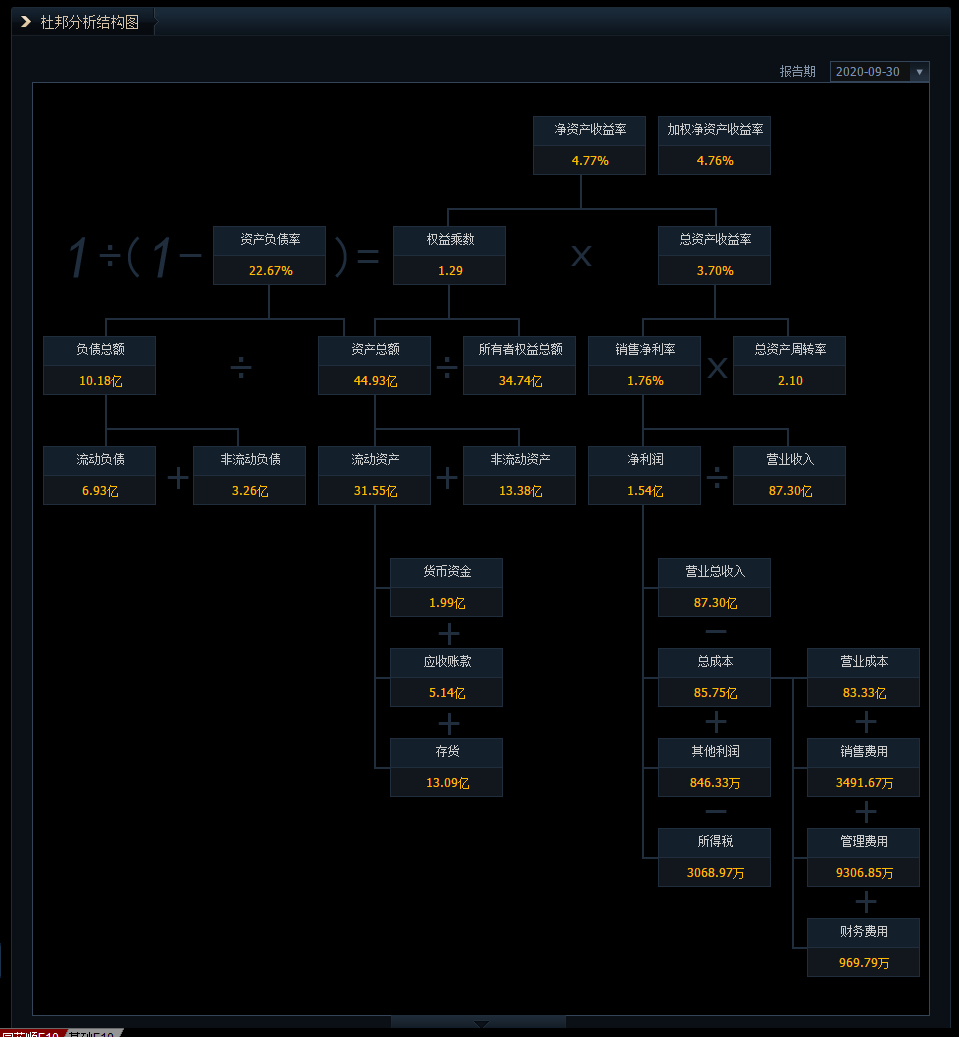 杜邦分析结构图
报告期 2020-09-30
净资产收益率 加权净资产收益率
4.77% 4.76%
资产负债率 权益乘数 总资产收益率
1÷(1− 22.67% )= 1.29 × 3.70%
负债总额 资产总额 所有者权益总额 销售净利率 总资产周转率
10.18亿 ÷ 44.93亿 ÷ 34.74亿 1.76% × 2.10
流动负债 非流动负债 流动资产 非流动资产 净利润 营业收入
6.93亿 + 3.26亿 31.55亿 + 13.38亿 1.54亿 ÷ 87.30亿
货币资金 营业总收入
1.99亿 87.30亿
+ −
应收账款 总成本 营业成本
5.14亿 85.75亿 83.33亿
+ + +
存货 其他利润 销售费用
13.09亿 846.33万 3491.67万
− +
所得税 管理费用
3068.97万 9306.85万
+
财务费用
969.79万